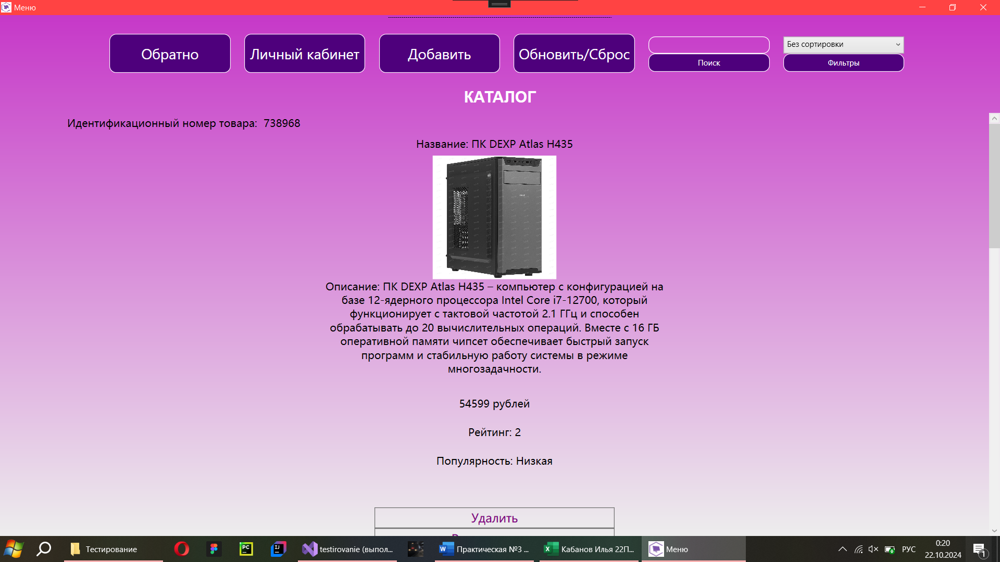 Меню
Обратно
Личный кабинет
Добавить
Обновить/Сброс
Поиск
Без сортировки
Фильтры
КАТАЛОГ
Идентификационный номер товара: 738968
Название: ПК DEXP Atlas H435
Описание: ПК DEXP Atlas H435 – компьютер с конфигурацией на
базе 12-ядерного процессора Intel Core i7-12700, который
функционирует с тактовой частотой 2.1 ГГц и способен
обрабатывать до 20 вычислительных операций. Вместе с 16 ГБ
оперативной памяти чипсет обеспечивает быстрый запуск
программ и стабильную работу системы в режиме
многозадачности.
54599 рублей
Рейтинг: 2
Популярность: Низкая
Удалить
Тестирование
PC
IJ
testirovanie (выпол...
W
Практическая №3 ...
X
Кабанов Илья 22П...
Меню
РУС
0:20
22.10.2024
1